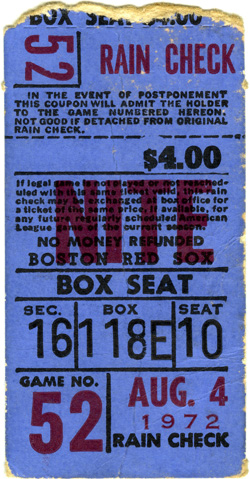 BOX SEAT $4.00
52
RAIN CHECK
IN THE EVENT OF POSTPONEMENT
THIS COUPON WILL ADMIT THE HOLDER
TO THE GAME NUMBERED HEREON.
NOT GOOD IF DETACHED FROM ORIGINAL
RAIN CHECK.
$4.00
NITE
If legal game is not played or not resched-
uled with this same ticket valid, this rain
check may be exchanged at box office for
a ticket of the same price, if available, for
any future regularly scheduled American
League game of the current season.
NO MONEY REFUNDED
BOSTON RED SOX
BOX SEAT
SEC. BOX SEAT
16 118E 10
GAME NO.
52
AUG. 4
1972
RAIN CHECK